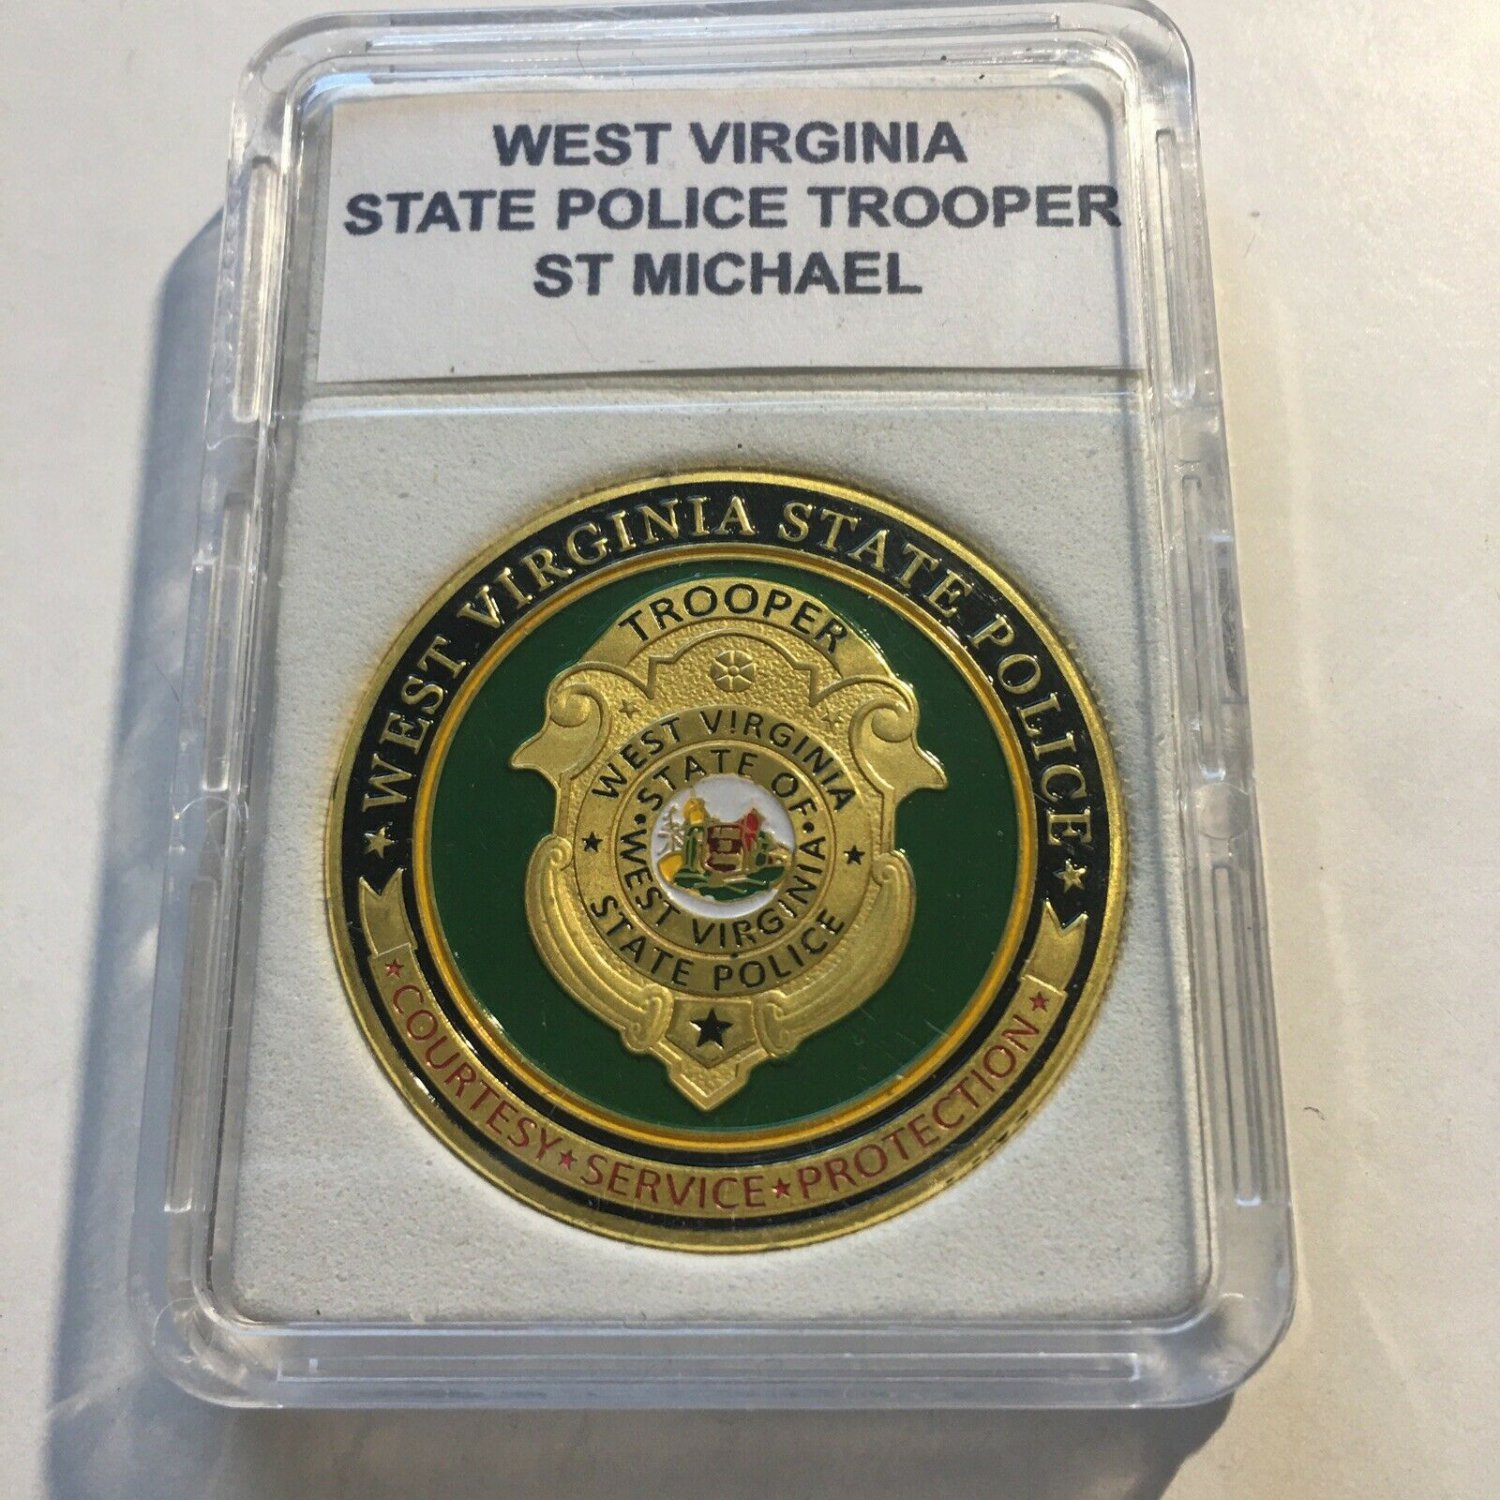 WEST VIRGINIA
STATE POLICE TROOPER
ST MICHAEL
★ WEST VIRGINIA STATE POLICE ★
TROOPER
WEST VIRGINIA
★ ★
STATE OF
• WEST VIRGINIA •
STATE POLICE
★ COURTESY ★ SERVICE ★ PROTECTION ★